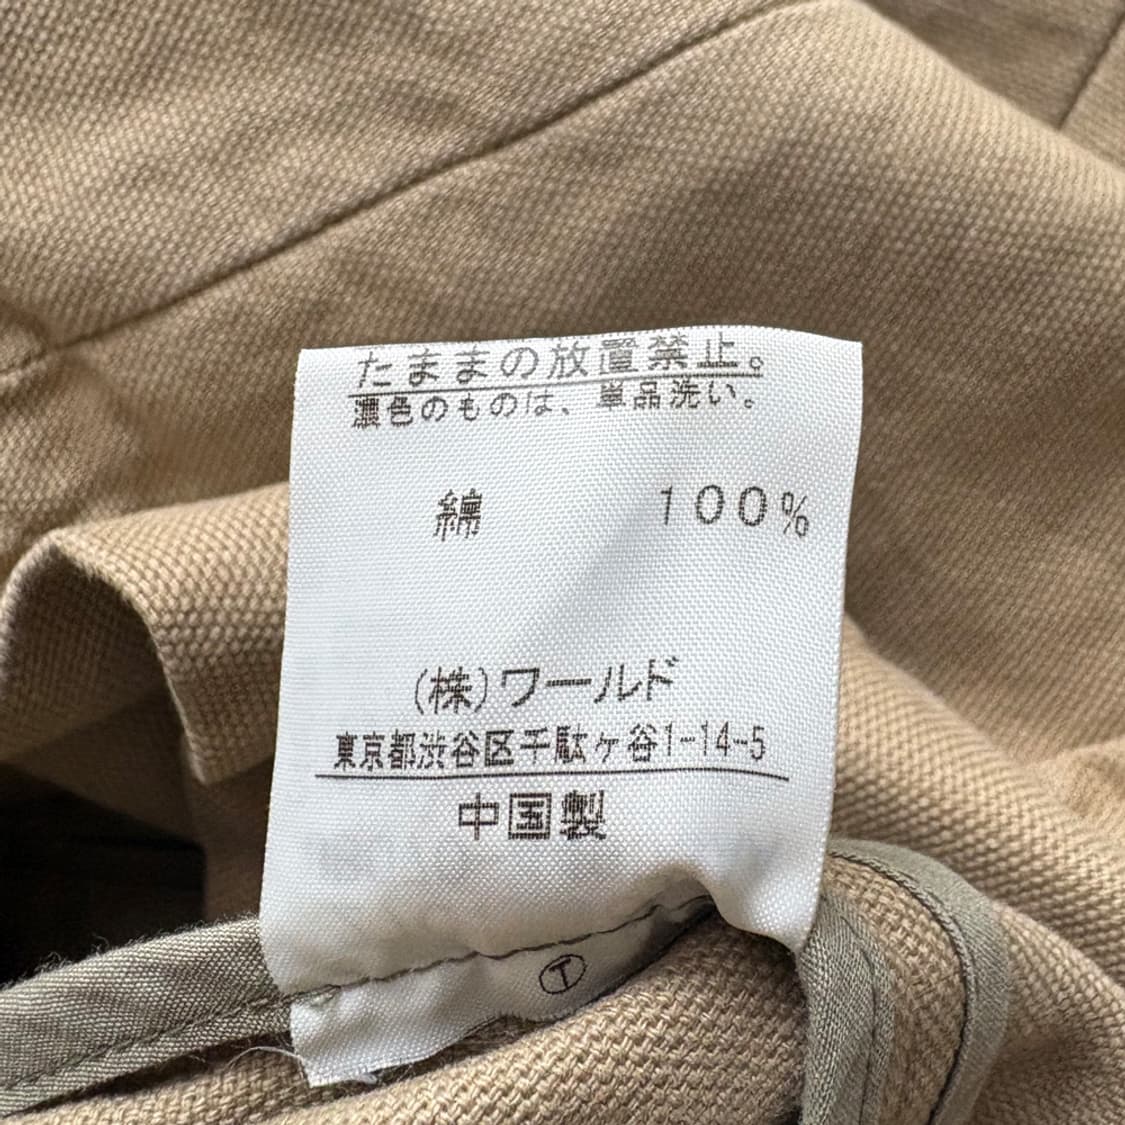 たままの放置禁止。
濃色のものは、単品洗い。
綿 100%
(株)ワールド
東京都渋谷区千駄ヶ谷1-14-5
中国製
T